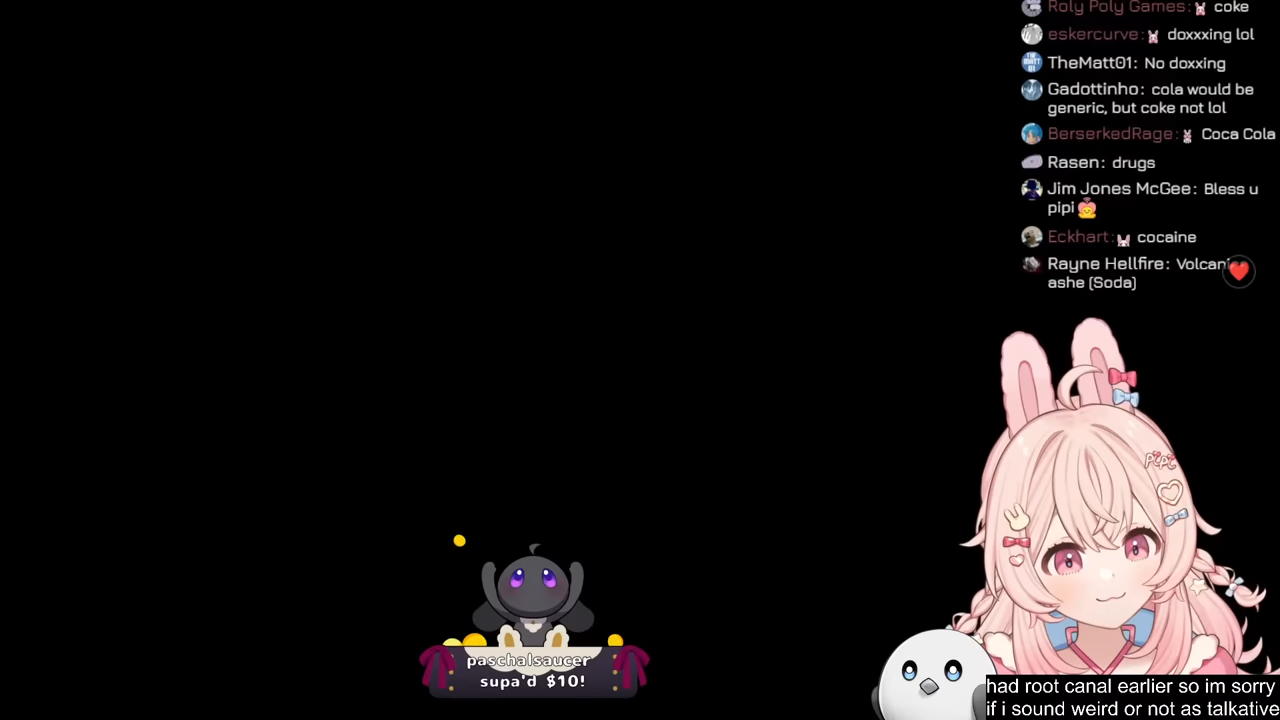 Roly Poly Games: coke
eskercurve: doxxxing lol
TheMatt01: No doxxing
Gadottinho: cola would be
generic, but coke not lol
BerserkedRage: Coca Cola
Rasen: drugs
Jim Jones McGee: Bless u
pipi
Eckhart: cocaine
Rayne Hellfire: Volcani
ashe (Soda)
pipi
paschalsaucer
supa'd $10!
had root canal earlier so im sorry
if i sound weird or not as talkative